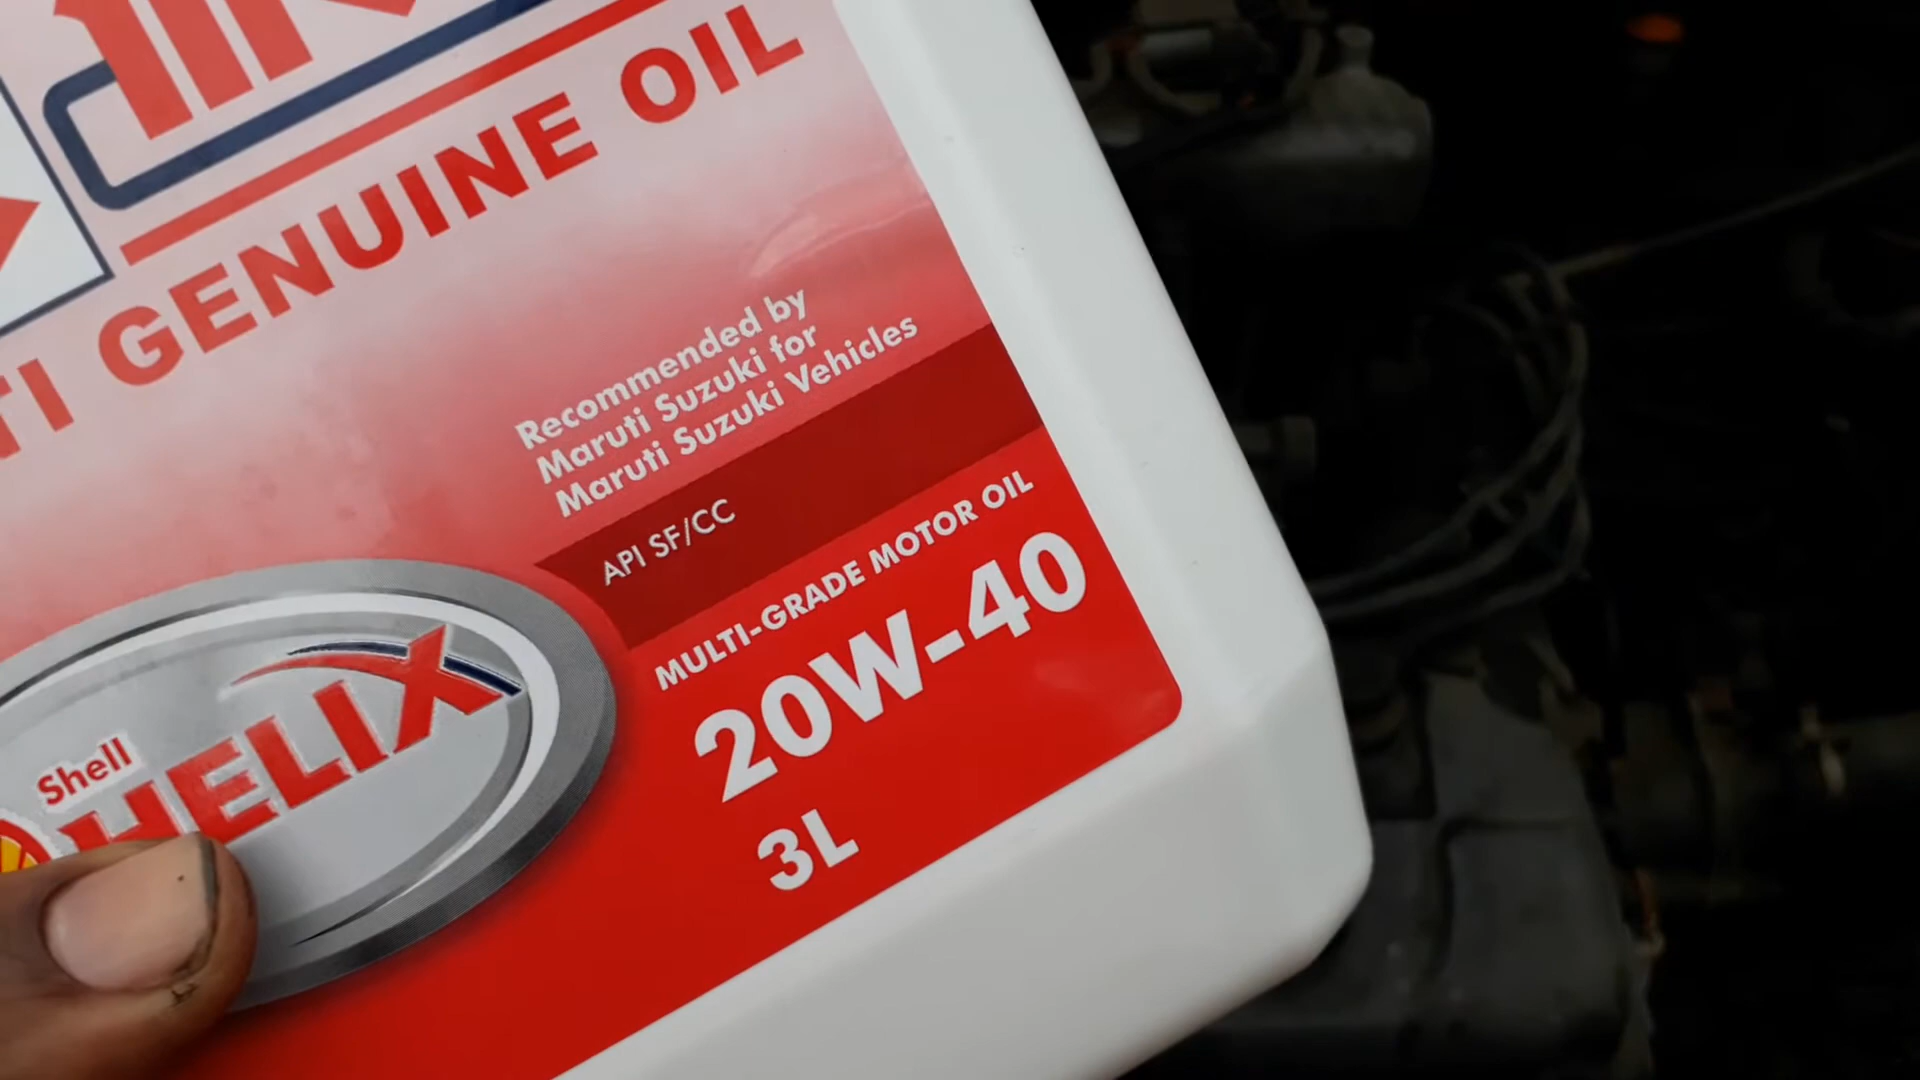 GENUINE OIL
Recommended by
Maruti Suzuki for
Maruti Suzuki Vehicles
API SF/CC
MULTI-GRADE MOTOR OIL
20W-40
3L
Shell
HELIX